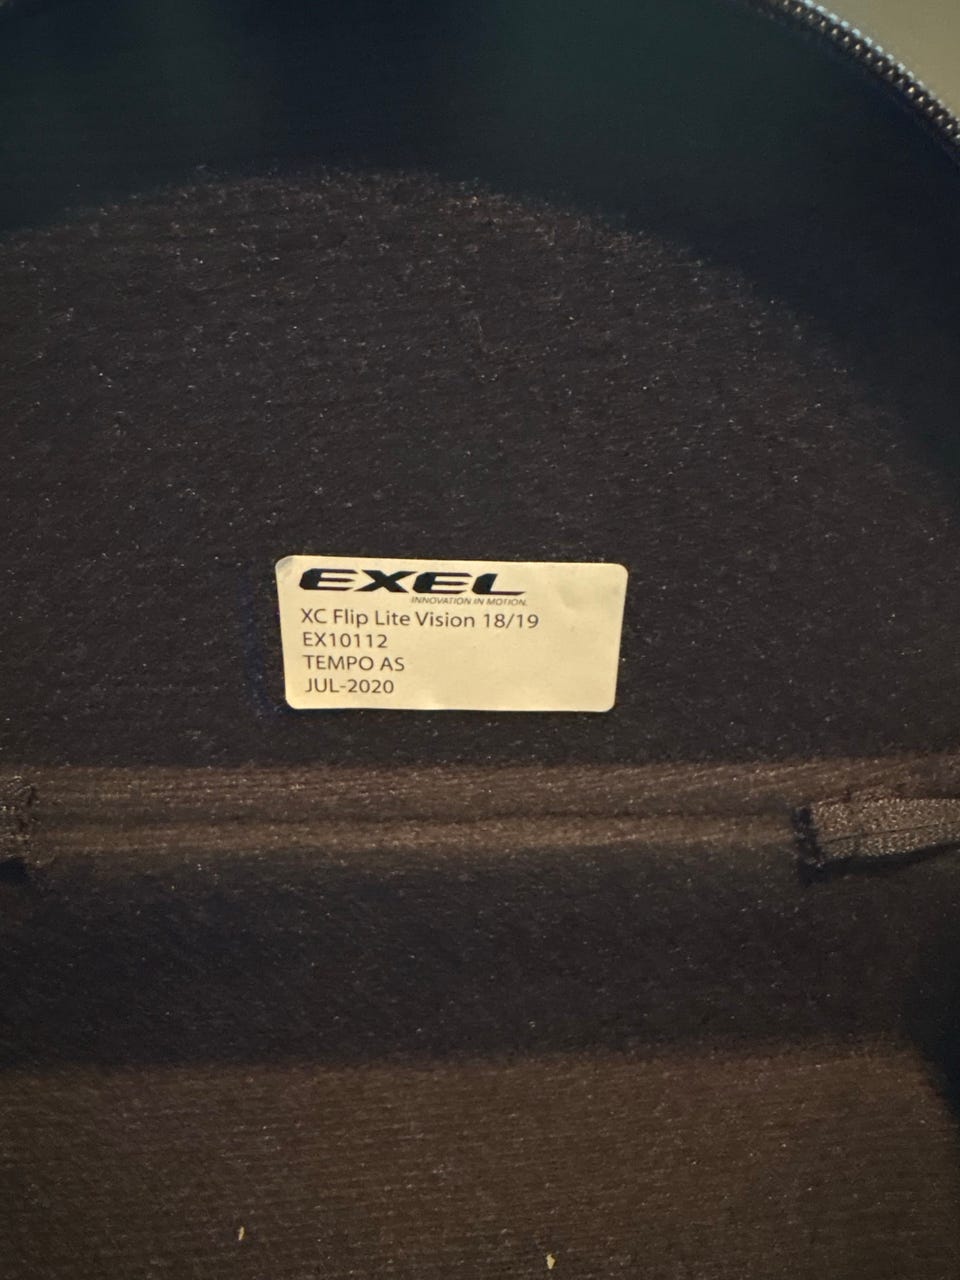 EXEL
INNOVATION IN MOTION.
XC Flip Lite Vision 18/19
EX10112
TEMPO AS
JUL-2020